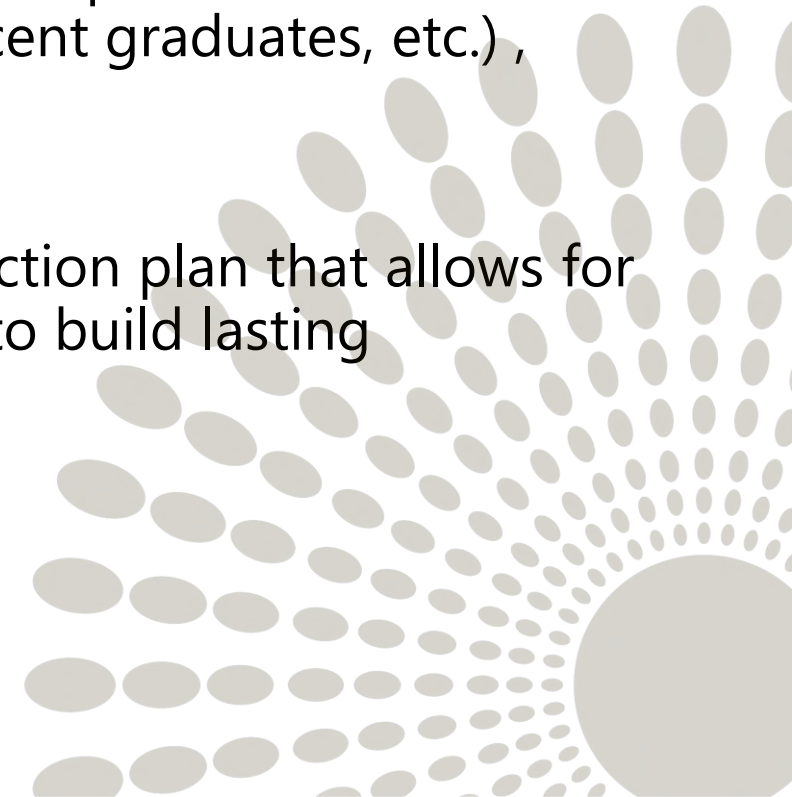 cent graduates, etc.) ,
ction plan that allows for
to build lasting